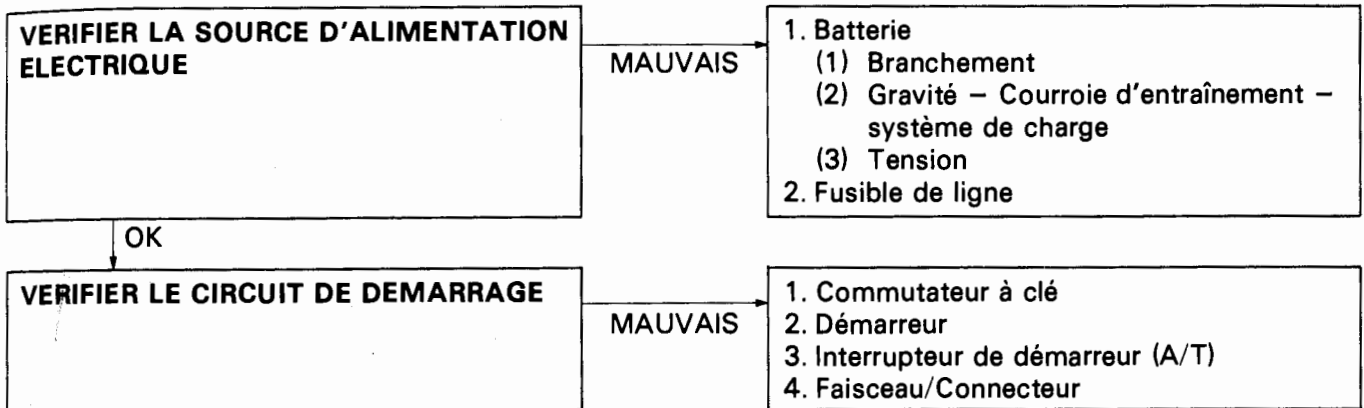 VERIFIER LA SOURCE D'ALIMENTATION
ELECTRIQUE
MAUVAIS
1. Batterie
(1) Branchement
(2) Gravité – Courroie d'entraînement –
système de charge
(3) Tension
2. Fusible de ligne
OK
VERIFIER LE CIRCUIT DE DEMARRAGE
MAUVAIS
1. Commutateur à clé
2. Démarreur
3. Interrupteur de démarreur (A/T)
4. Faisceau/Connecteur